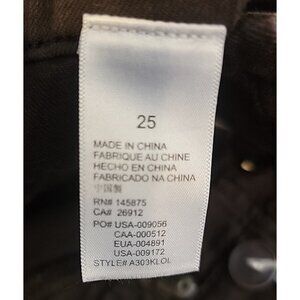 25
MADE IN CHINA
FABRIQUE AU CHINE
HECHO EN CHINA
FABRICADO NA CHINA
中国製
RN# 145875
CA# 26912
PO# USA-009056
CAA-000512
EUA-004891
USA-009172
STYLE# A303KLOL